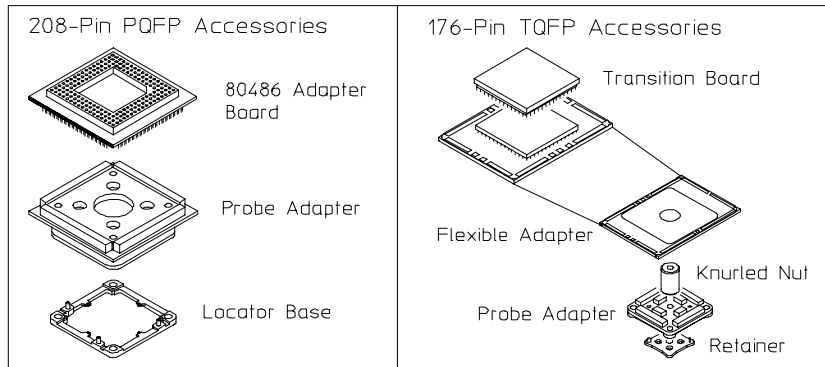 208-Pin PQFP Accessories
80486 Adapter
Board
Probe Adapter
Locator Base
176-Pin TQFP Accessories
Transition Board
Flexible Adapter
Knurled Nut
Probe Adapter
Retainer